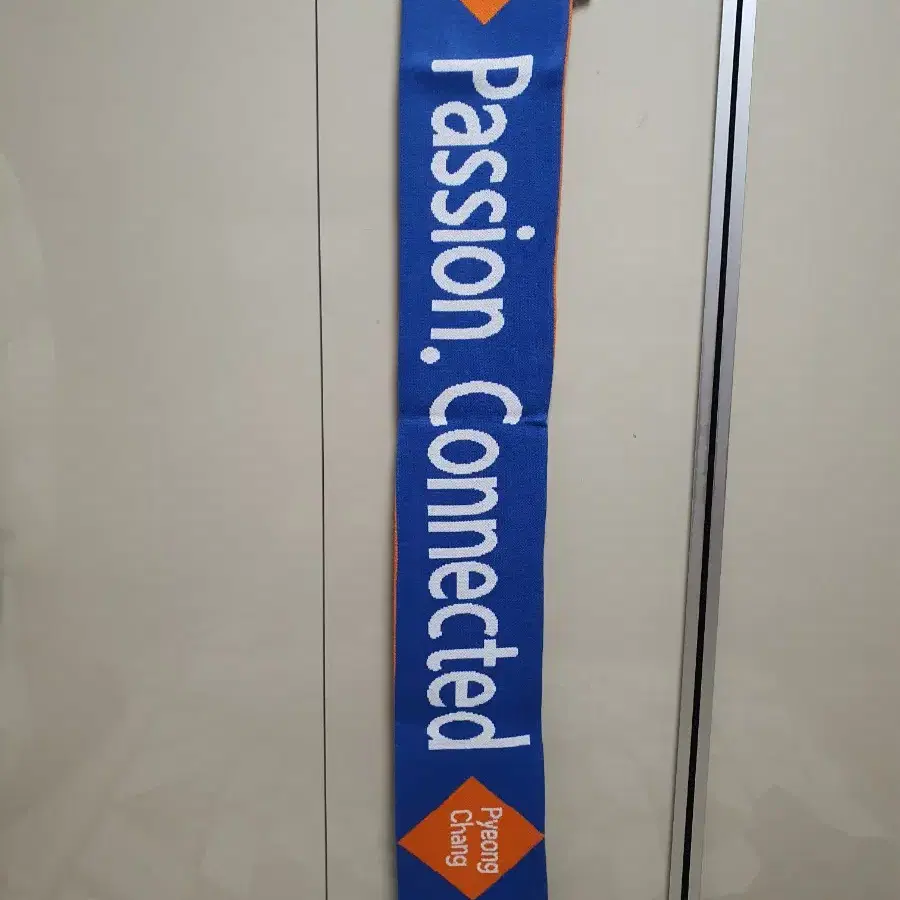 Passion. Connected
Pyeong
Chang